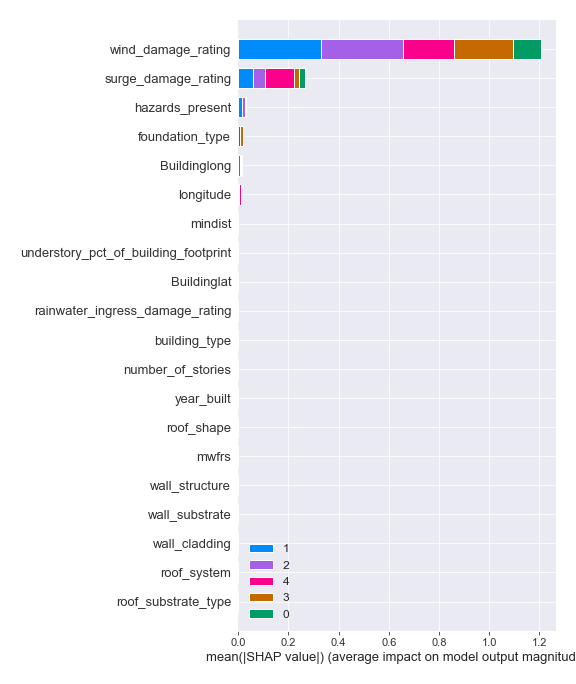 wind_damage_rating
surge_damage_rating
hazards_present
foundation_type
Buildinglong
longitude
mindist
understory_pct_of_building_footprint
Buildinglat
rainwater_ingress_damage_rating
building_type
number_of_stories
year_built
roof_shape
mwfrs
wall_structure
wall_substrate
wall_cladding
roof_system
roof_substrate_type
1
2
4
3
0
0.0 0.2 0.4 0.6 0.8 1.0 1.2
mean(|SHAP value|) (average impact on model output magnitud